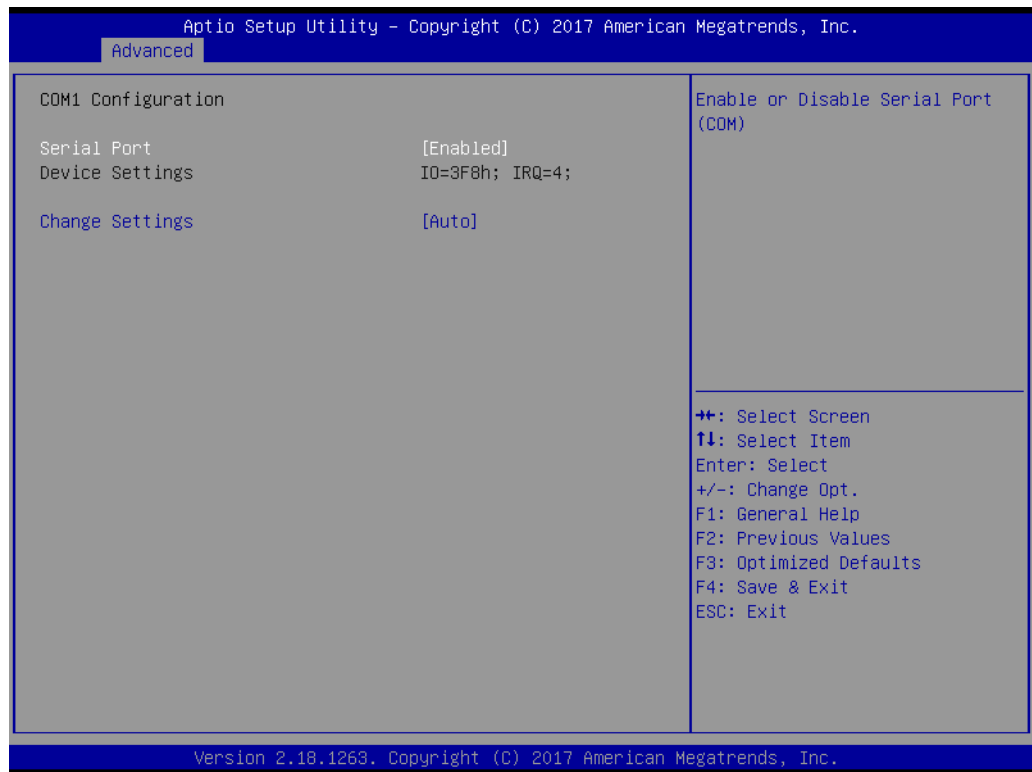 Aptio Setup Utility – Copyright (C) 2017 American Megatrends, Inc.
Advanced
COM1 Configuration
Serial Port [Enabled]
Device Settings IO=3F8h; IRQ=4;
Change Settings [Auto]
Enable or Disable Serial Port
(COM)
→←: Select Screen
↑↓: Select Item
Enter: Select
+/-: Change Opt.
F1: General Help
F2: Previous Values
F3: Optimized Defaults
F4: Save & Exit
ESC: Exit
Version 2.18.1263. Copyright (C) 2017 American Megatrends, Inc.